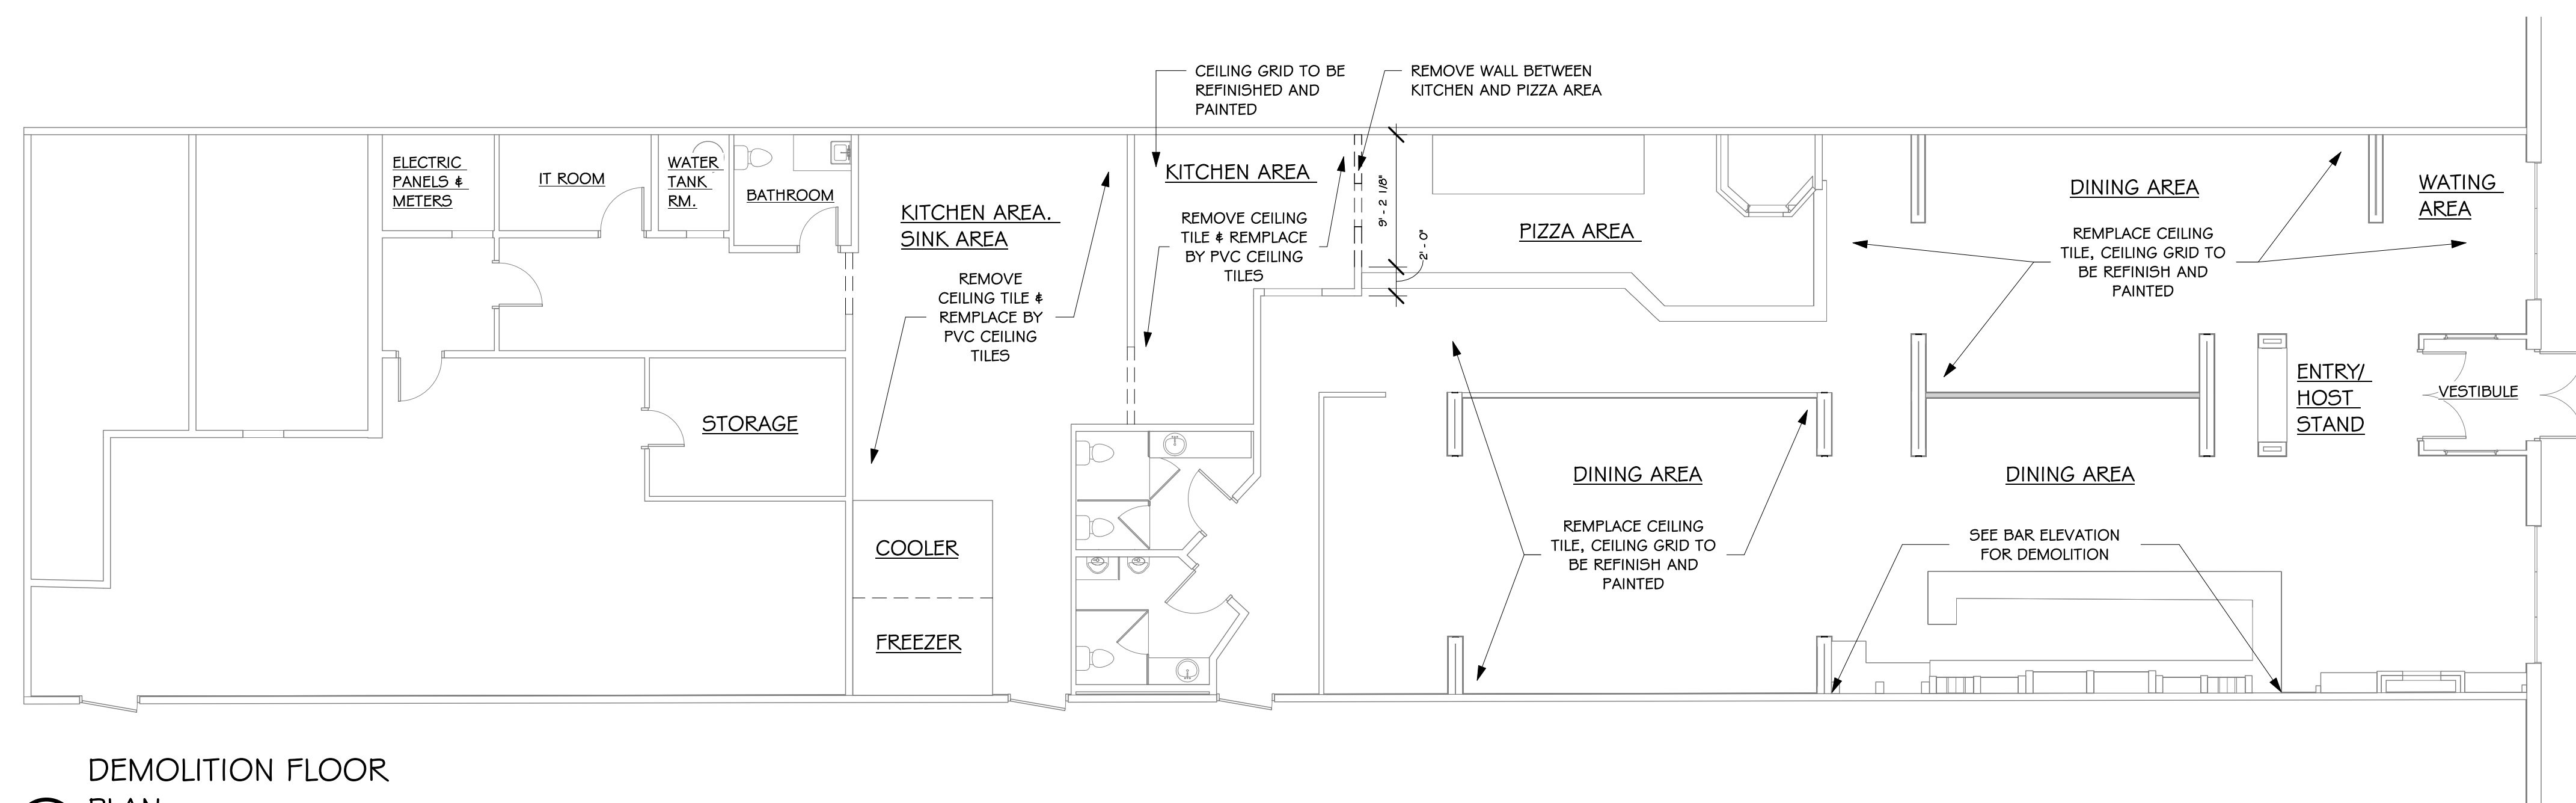 CEILING GRID TO BE
REFINISHED AND
PAINTED
REMOVE WALL BETWEEN
KITCHEN AND PIZZA AREA
ELECTRIC
PANELS &
METERS
IT ROOM
WATER
TANK
RM.
BATHROOM
KITCHEN AREA.
SINK AREA
REMOVE
CEILING TILE &
REMPLACE BY
PVC CEILING
TILES
KITCHEN AREA
REMOVE CEILING
TILE & REMPLACE
BY PVC CEILING
TILES
9' - 2 1/8"
2' - 0"
PIZZA AREA
DINING AREA
REMPLACE CEILING
TILE, CEILING GRID TO
BE REFINISH AND
PAINTED
WATING
AREA
STORAGE
ENTRY/
HOST
STAND
VESTIBULE
COOLER
FREEZER
DINING AREA
REMPLACE CEILING
TILE, CEILING GRID TO
BE REFINISH AND
PAINTED
DINING AREA
SEE BAR ELEVATION
FOR DEMOLITION
DEMOLITION FLOOR
PLAN